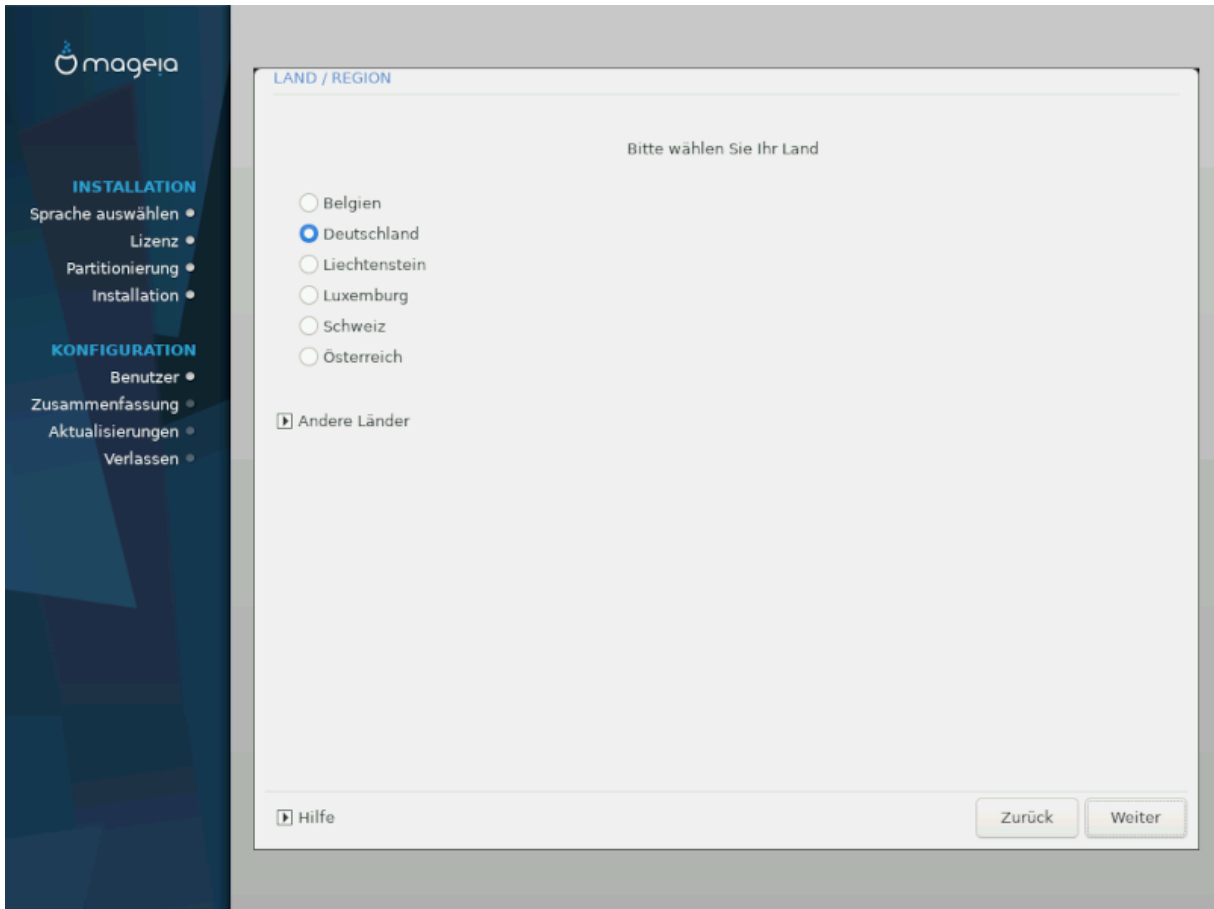 mageia
INSTALLATION
Sprache auswählen
Lizenz
Partitionierung
Installation
KONFIGURATION
Benutzer
Zusammenfassung
Aktualisierungen
Verlassen
LAND / REGION
Bitte wählen Sie Ihr Land
Belgien
Deutschland
Liechtenstein
Luxemburg
Schweiz
Österreich
Andere Länder
Hilfe
Zurück
Weiter